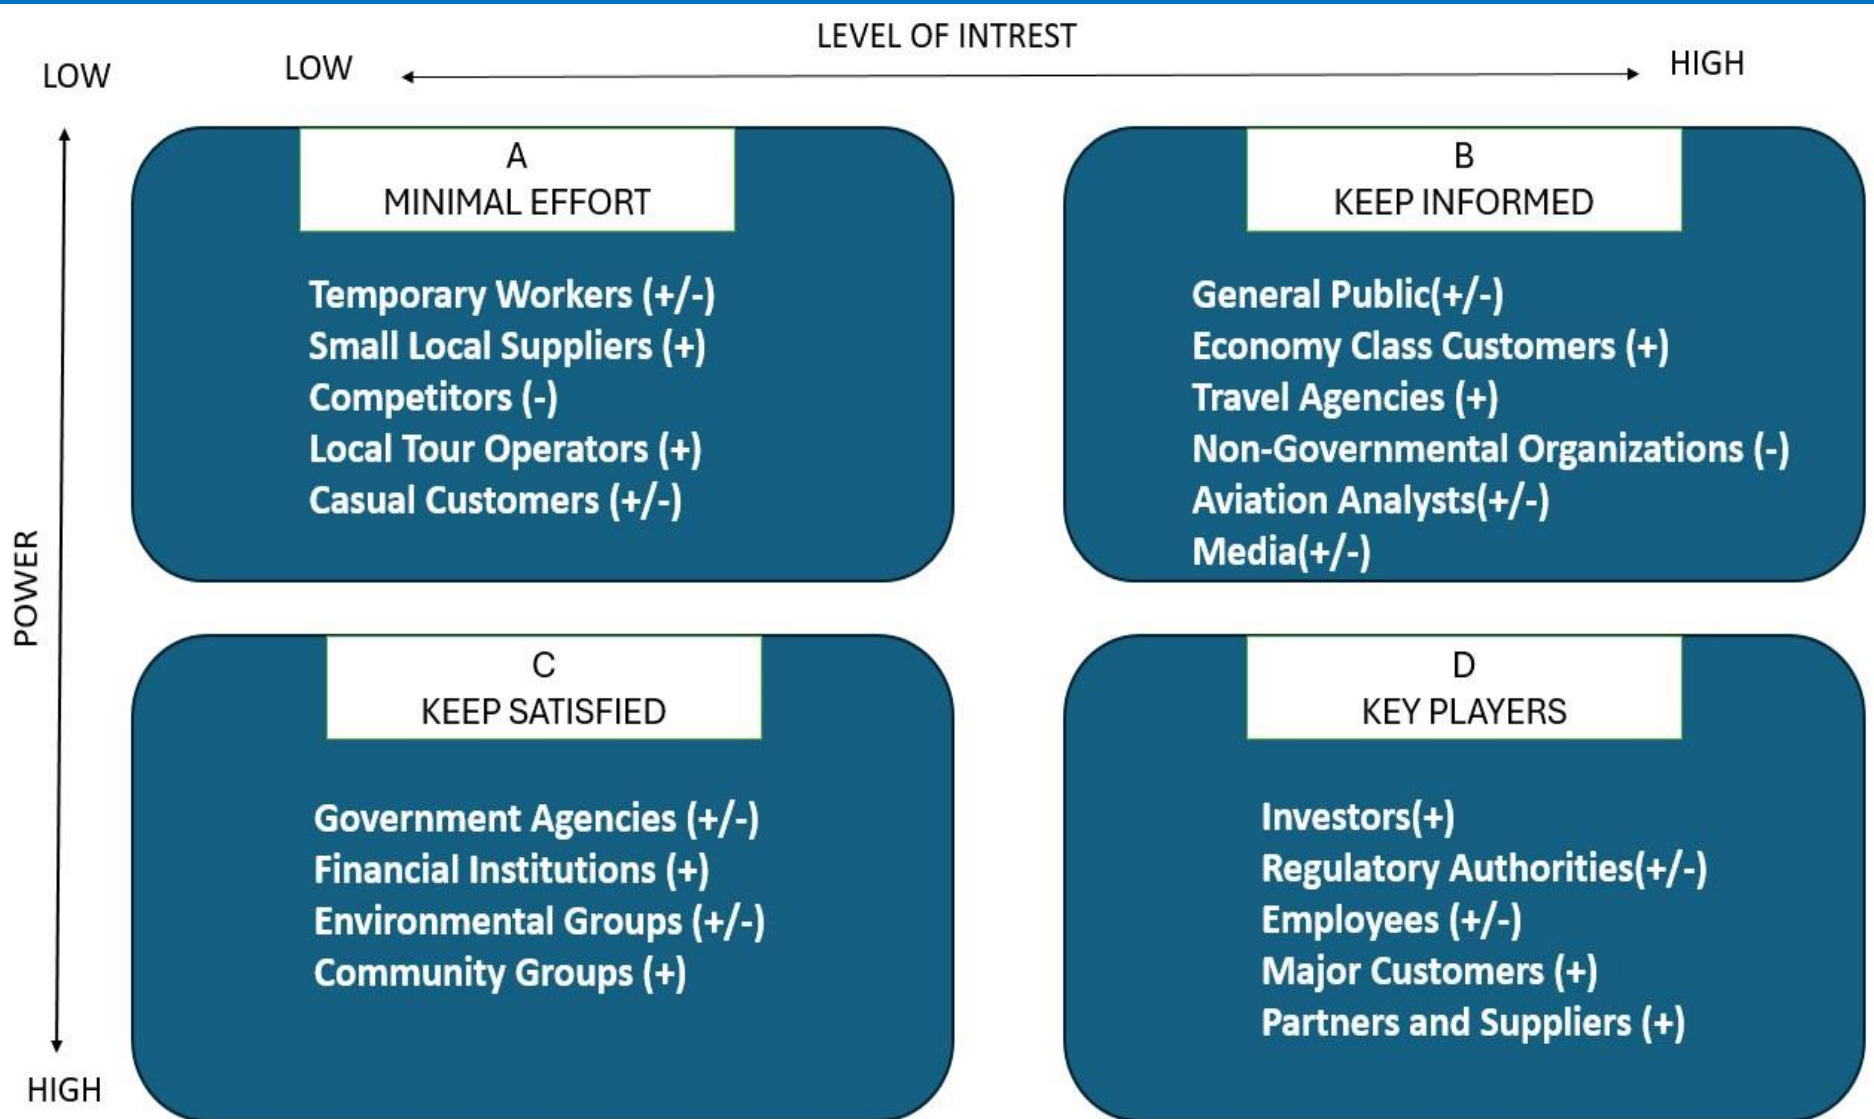 LEVEL OF INTREST
LOW
LOW
HIGH
A
MINIMAL EFFORT
Temporary Workers (+/-)
Small Local Suppliers (+)
Competitors (-)
Local Tour Operators (+)
Casual Customers (+/-)
B
KEEP INFORMED
General Public(+/-)
Economy Class Customers (+)
Travel Agencies (+)
Non-Governmental Organizations (-)
Aviation Analysts(+/-)
Media(+/-)
POWER
C
KEEP SATISFIED
Government Agencies (+/-)
Financial Institutions (+)
Environmental Groups (+/-)
Community Groups (+)
D
KEY PLAYERS
Investors(+)
Regulatory Authorities(+/-)
Employees (+/-)
Major Customers (+)
Partners and Suppliers (+)
HIGH